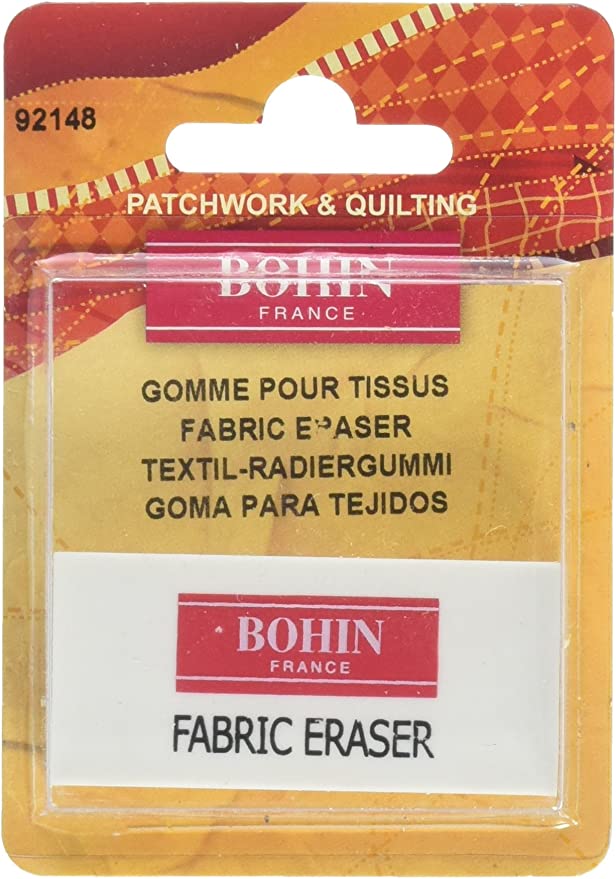 92148
PATCHWORK & QUILTING
BOHIN
FRANCE
GOMME POUR TISSUS
FABRIC ERASER
TEXTIL-RADIERGUMMI
GOMA PARA TEJIDOS
BOHIN
FRANCE
FABRIC ERASER